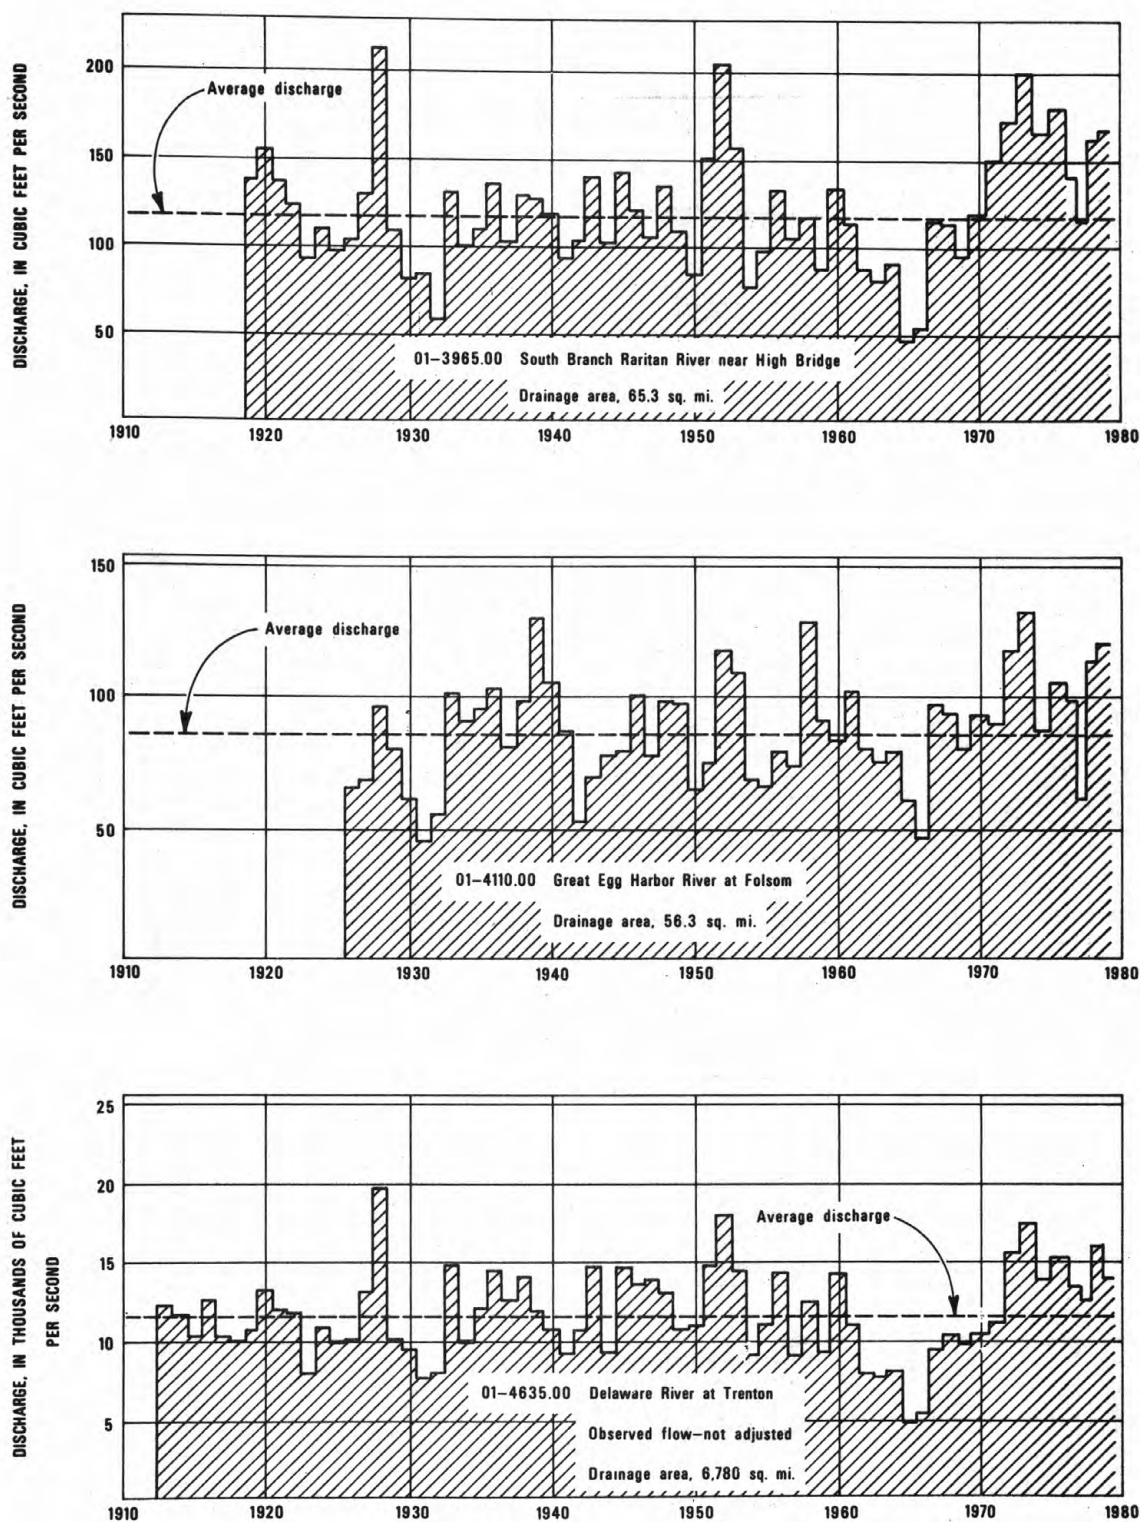 DISCHARGE, IN CUBIC FEET PER SECOND
200
150
100
50
Average discharge
01-3965.00 South Branch Raritan River near High Bridge
Drainage area, 65.3 sq. mi.
1910 1920 1930 1940 1950 1960 1970 1980
DISCHARGE, IN CUBIC FEET PER SECOND
150
100
50
Average discharge
01-4110.00 Great Egg Harbor River at Folsom
Drainage area, 56.3 sq. mi.
1910 1920 1930 1940 1950 1960 1970 1980
DISCHARGE, IN THOUSANDS OF CUBIC FEET
PER SECOND
25
20
15
10
5
Average discharge
01-4635.00 Delaware River at Trenton
Observed flow-not adjusted
Drainage area, 6,780 sq. mi.
1910 1920 1930 1940 1950 1960 1970 1980